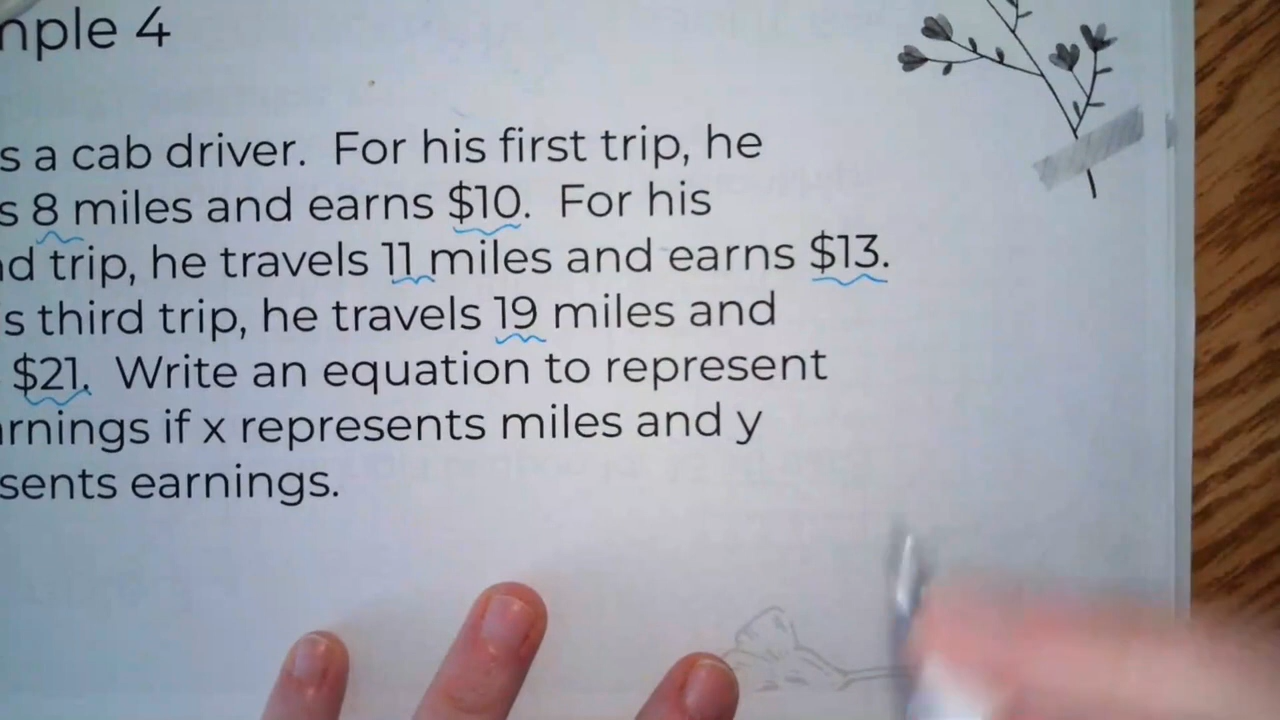 mple 4
s a cab driver. For his first trip, he
s 8 miles and earns $10. For his
d trip, he travels 11 miles and earns $13.
s third trip, he travels 19 miles and
$21. Write an equation to represent
rnings if x represents miles and y
sents earnings.